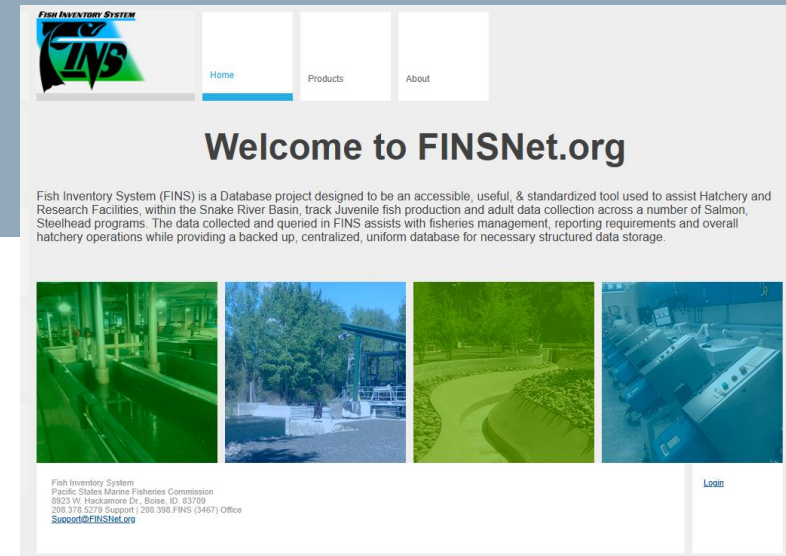 FISH INVENTORY SYSTEM
FINS
Home
Products
About
Welcome to FINSNet.org
Fish Inventory System (FINS) is a Database project designed to be an accessible, useful, & standardized tool used to assist Hatchery and
Research Facilities, within the Snake River Basin, track Juvenile fish production and adult data collection across a number of Salmon,
Steelhead programs. The data collected and queried in FINS assists with fisheries management, reporting requirements and overall
hatchery operations while providing a backed up, centralized, uniform database for necessary structured data storage.
Fish Inventory System
Pacific States Marine Fisheries Commission
8923 W. Hackamore Dr., Boise, ID. 83709
208.378.5279 Support | 208.398.FINS (3467) Office
Support@FINSNet.org
Login